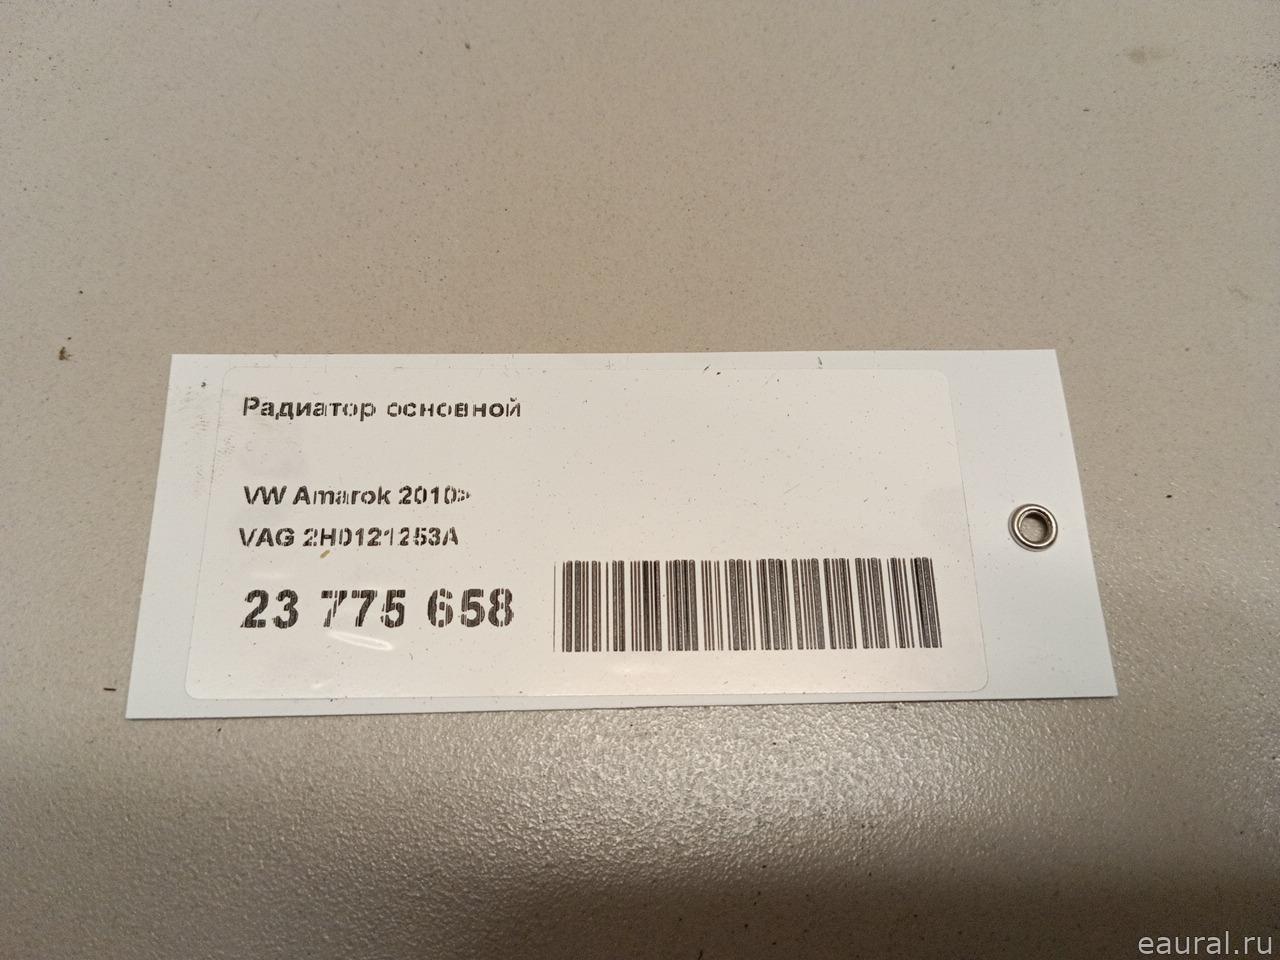 Радиатор основной
VW Amarok 2010>
VAG 2H0121253A
23 775 658
eaural.ru